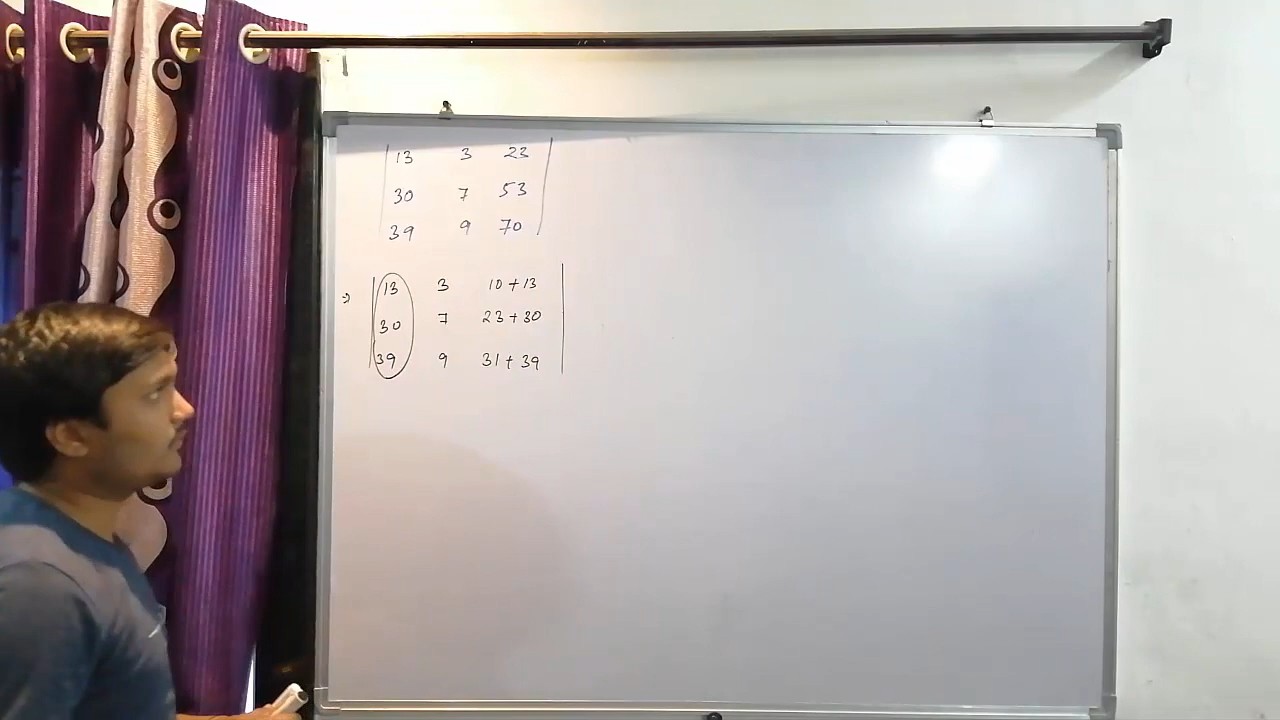 13 3 23
30 7 53
39 9 70
⇒ 13 3 10 + 13
30 7 23 + 30
39 9 31 + 39